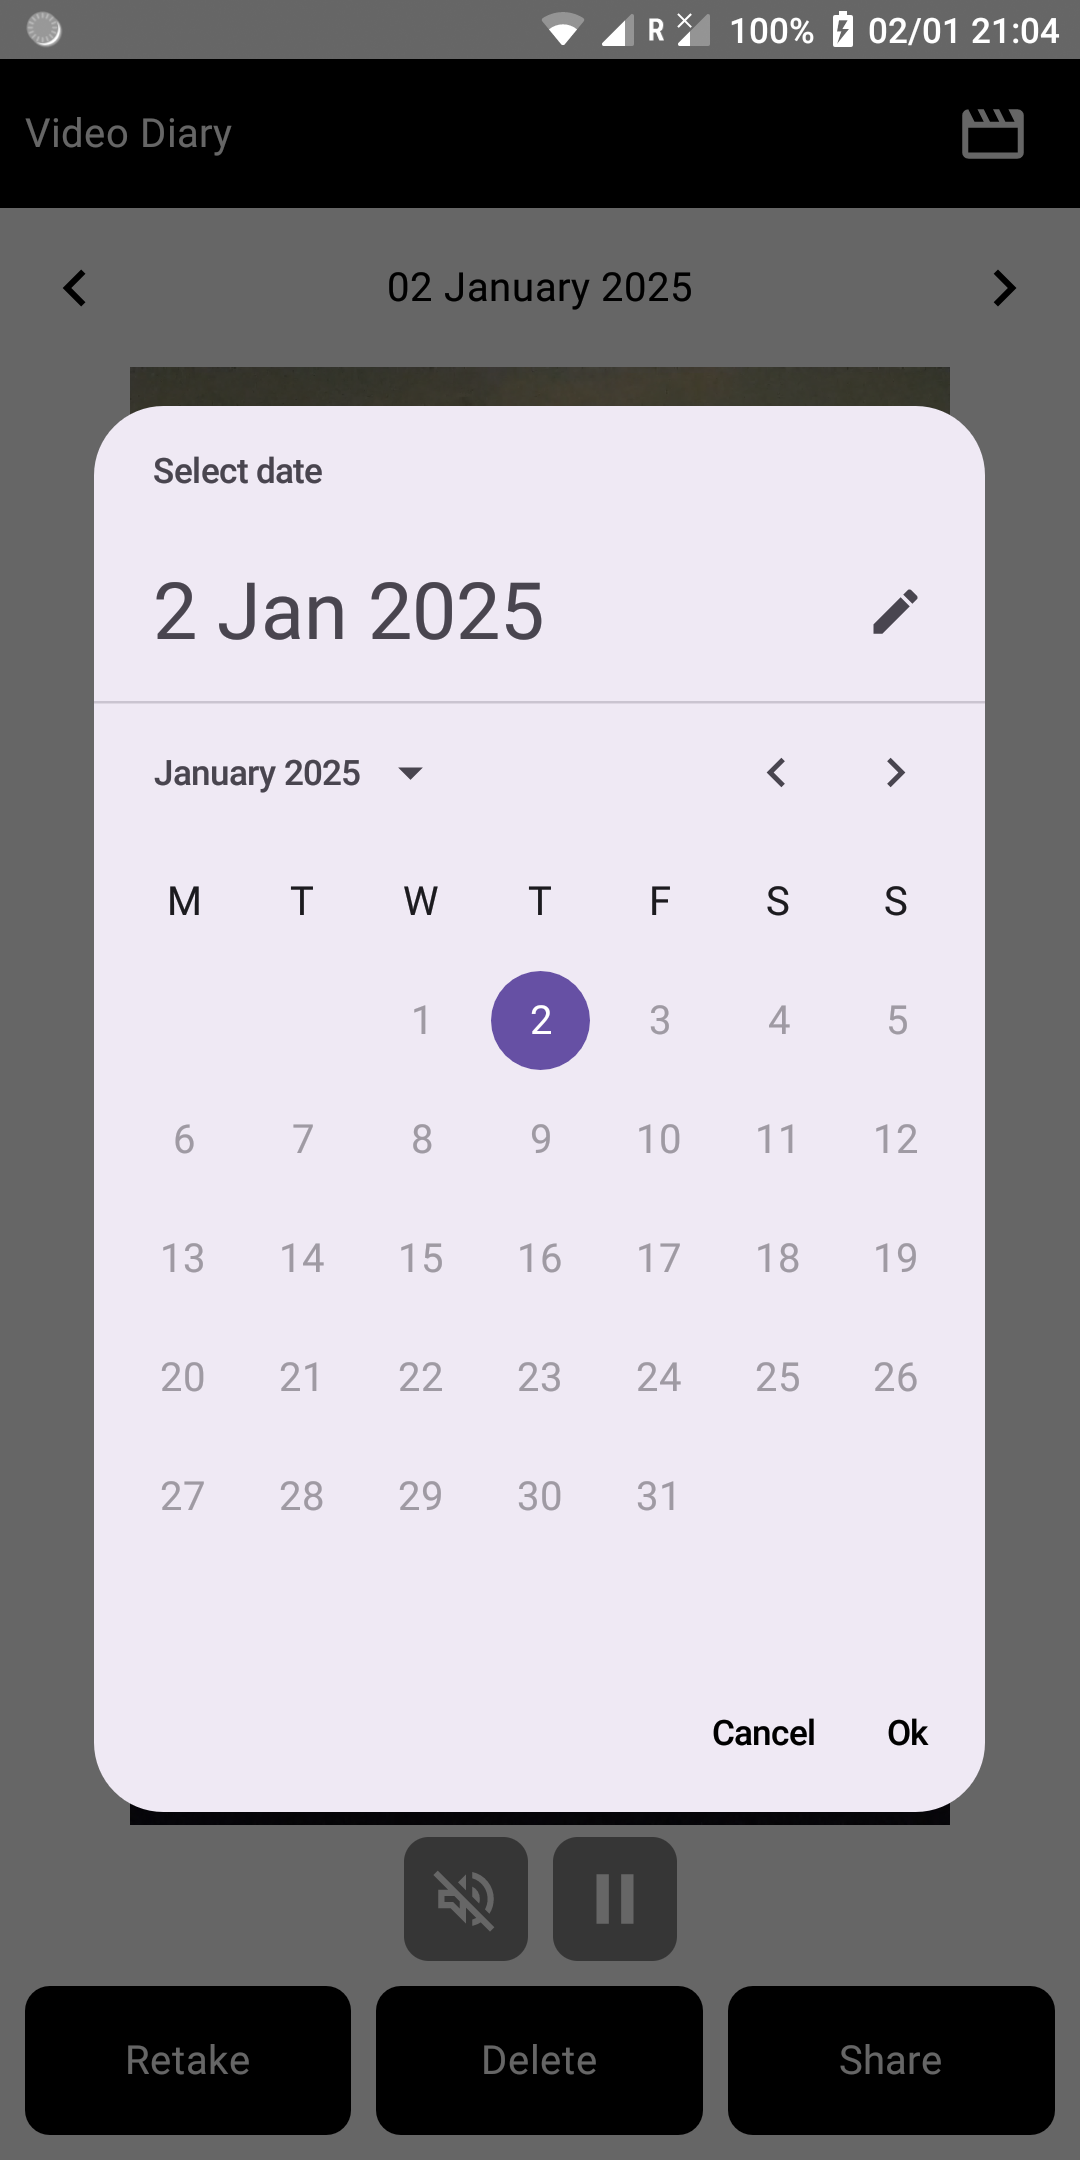 R 100% 02/01 21:04
Video Diary
02 January 2025
Select date
2 Jan 2025
January 2025
M T W T F S S
1 2 3 4 5
6 7 8 9 10 11 12
13 14 15 16 17 18 19
20 21 22 23 24 25 26
27 28 29 30 31
Cancel Ok
Retake Delete Share